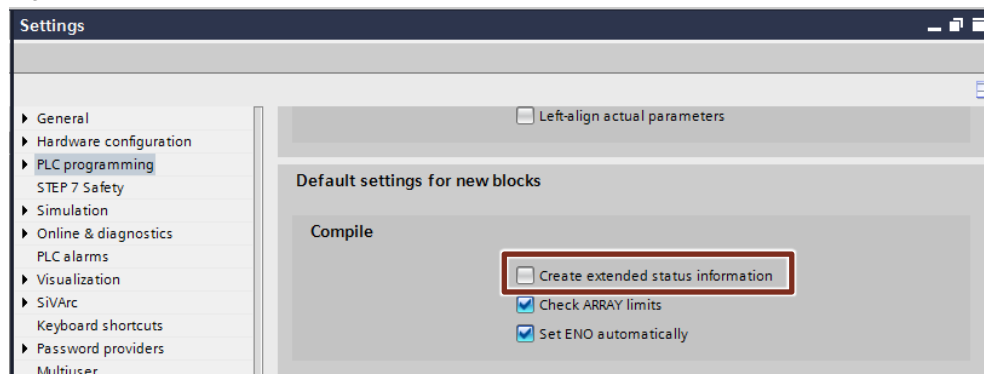 Settings
General
Hardware configuration
PLC programming
STEP 7 Safety
Simulation
Online & diagnostics
PLC alarms
Visualization
SiVArc
Keyboard shortcuts
Password providers
Multiuser
Left-align actual parameters
Default settings for new blocks
Compile
Create extended status information
Check ARRAY limits
Set ENO automatically